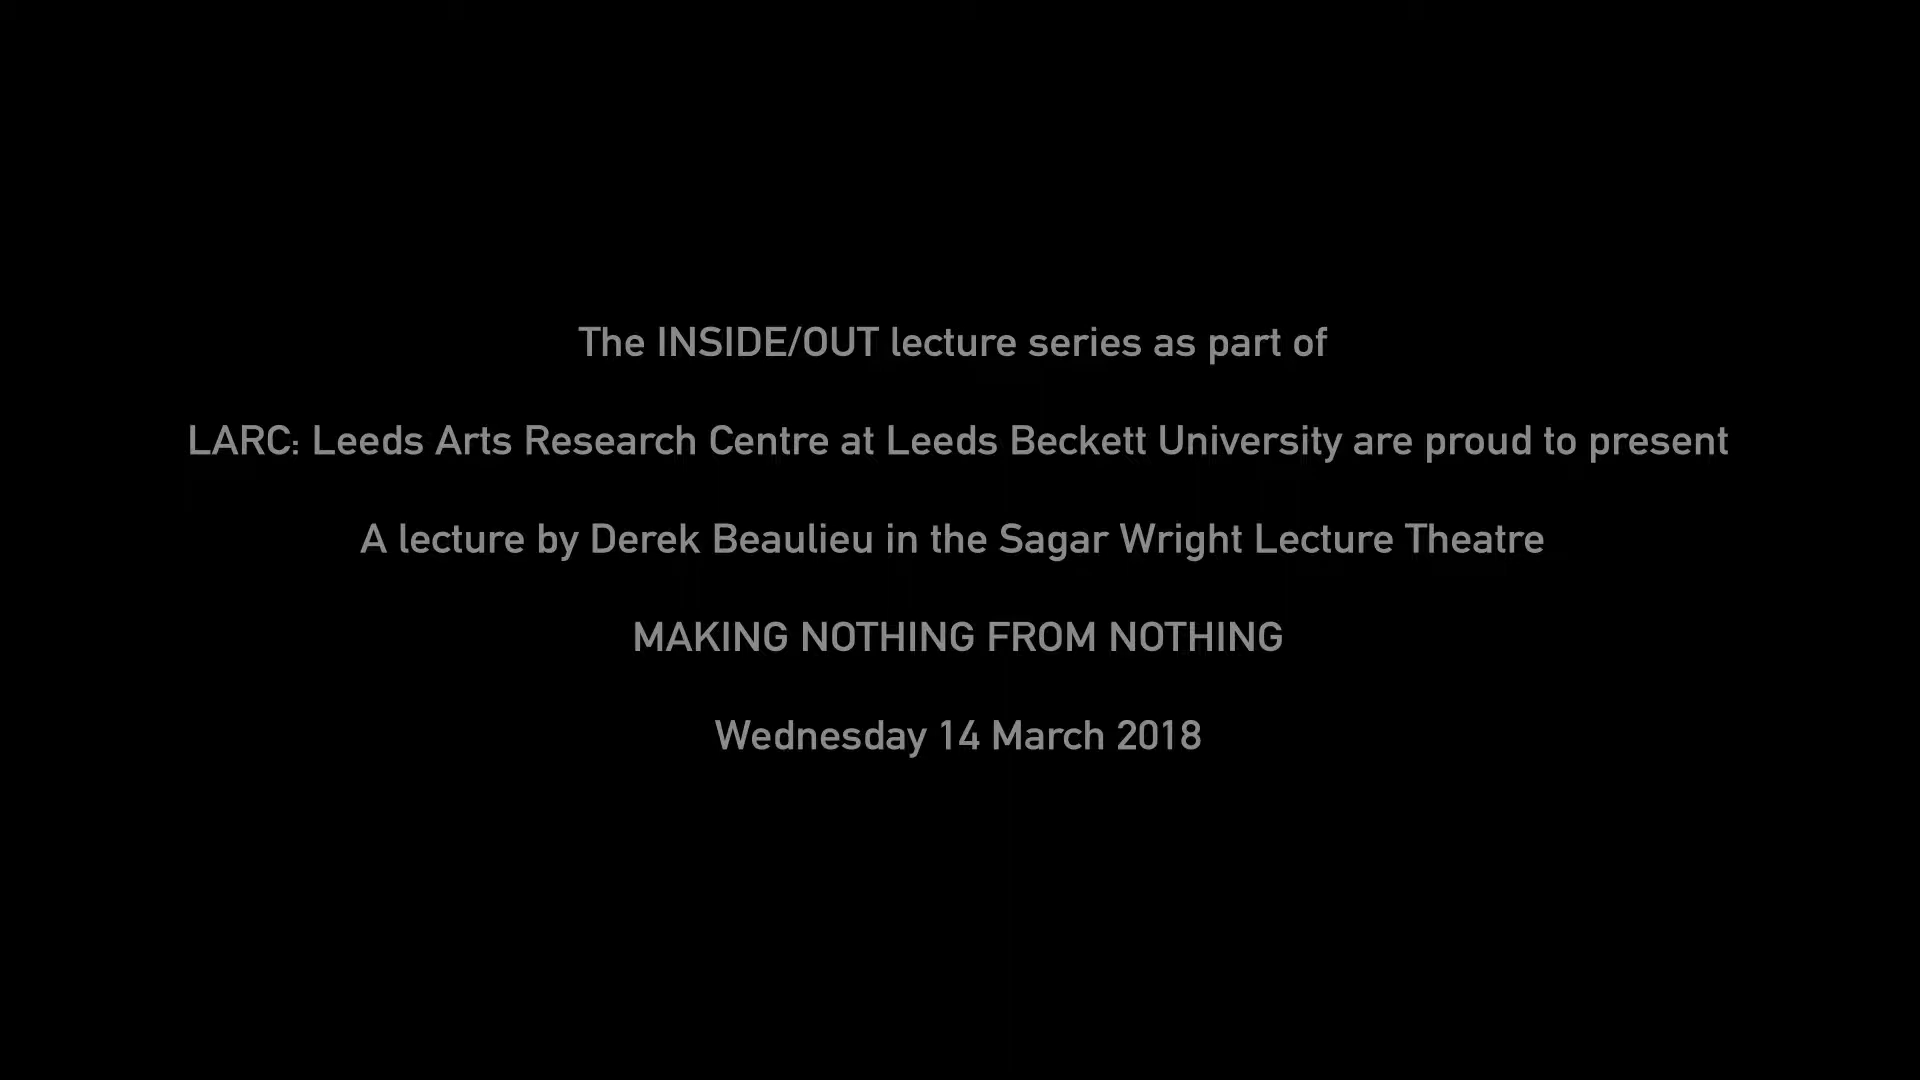 The INSIDE/OUT lecture series as part of
LARC: Leeds Arts Research Centre at Leeds Beckett University are proud to present
A lecture by Derek Beaulieu in the Sagar Wright Lecture Theatre
MAKING NOTHING FROM NOTHING
Wednesday 14 March 2018